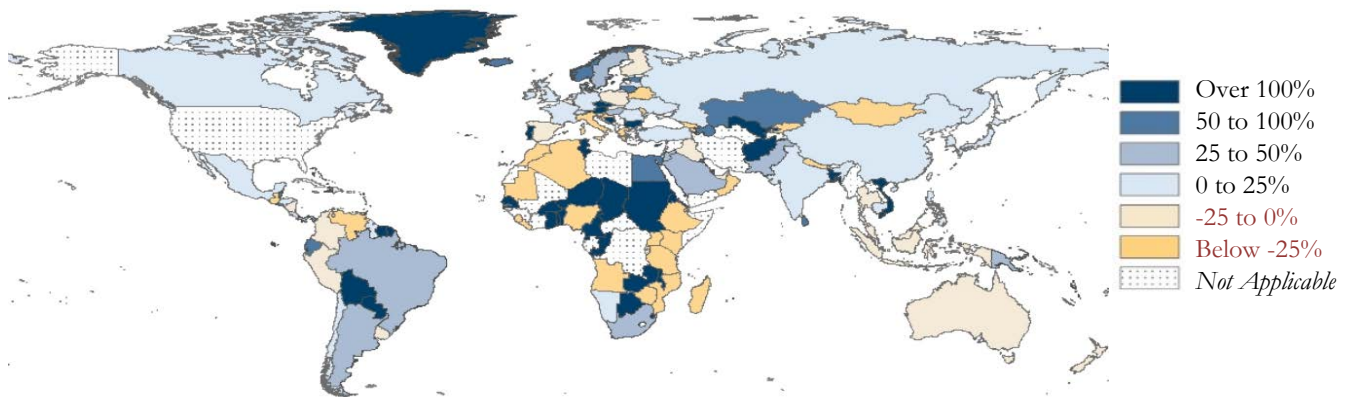 Over 100%
50 to 100%
25 to 50%
0 to 25%
-25 to 0%
Below -25%
Not Applicable